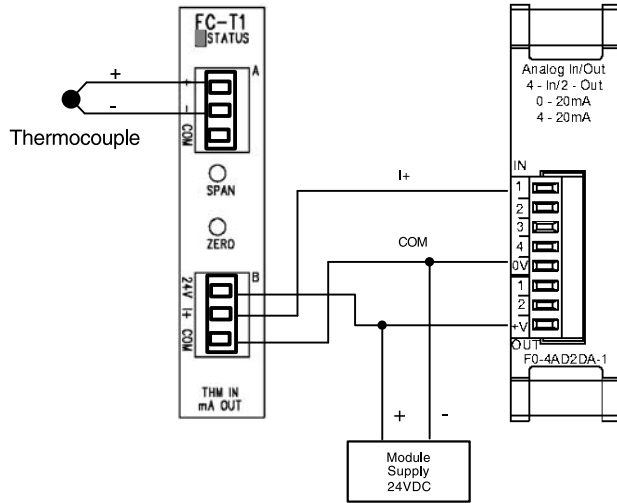 FC-T1
STATUS
A
+
-
+
-
COM
Thermocouple
SPAN
ZERO
B
24V
I+
COM
THM IN
mA OUT
I+
COM
+
-
Module
Supply
24VDC
Analog In/Out
4 - In/2 - Out
0 - 20mA
4 - 20mA
IN
1
2
3
4
0V
1
2
+V
OUT
F0-4AD2DA-1